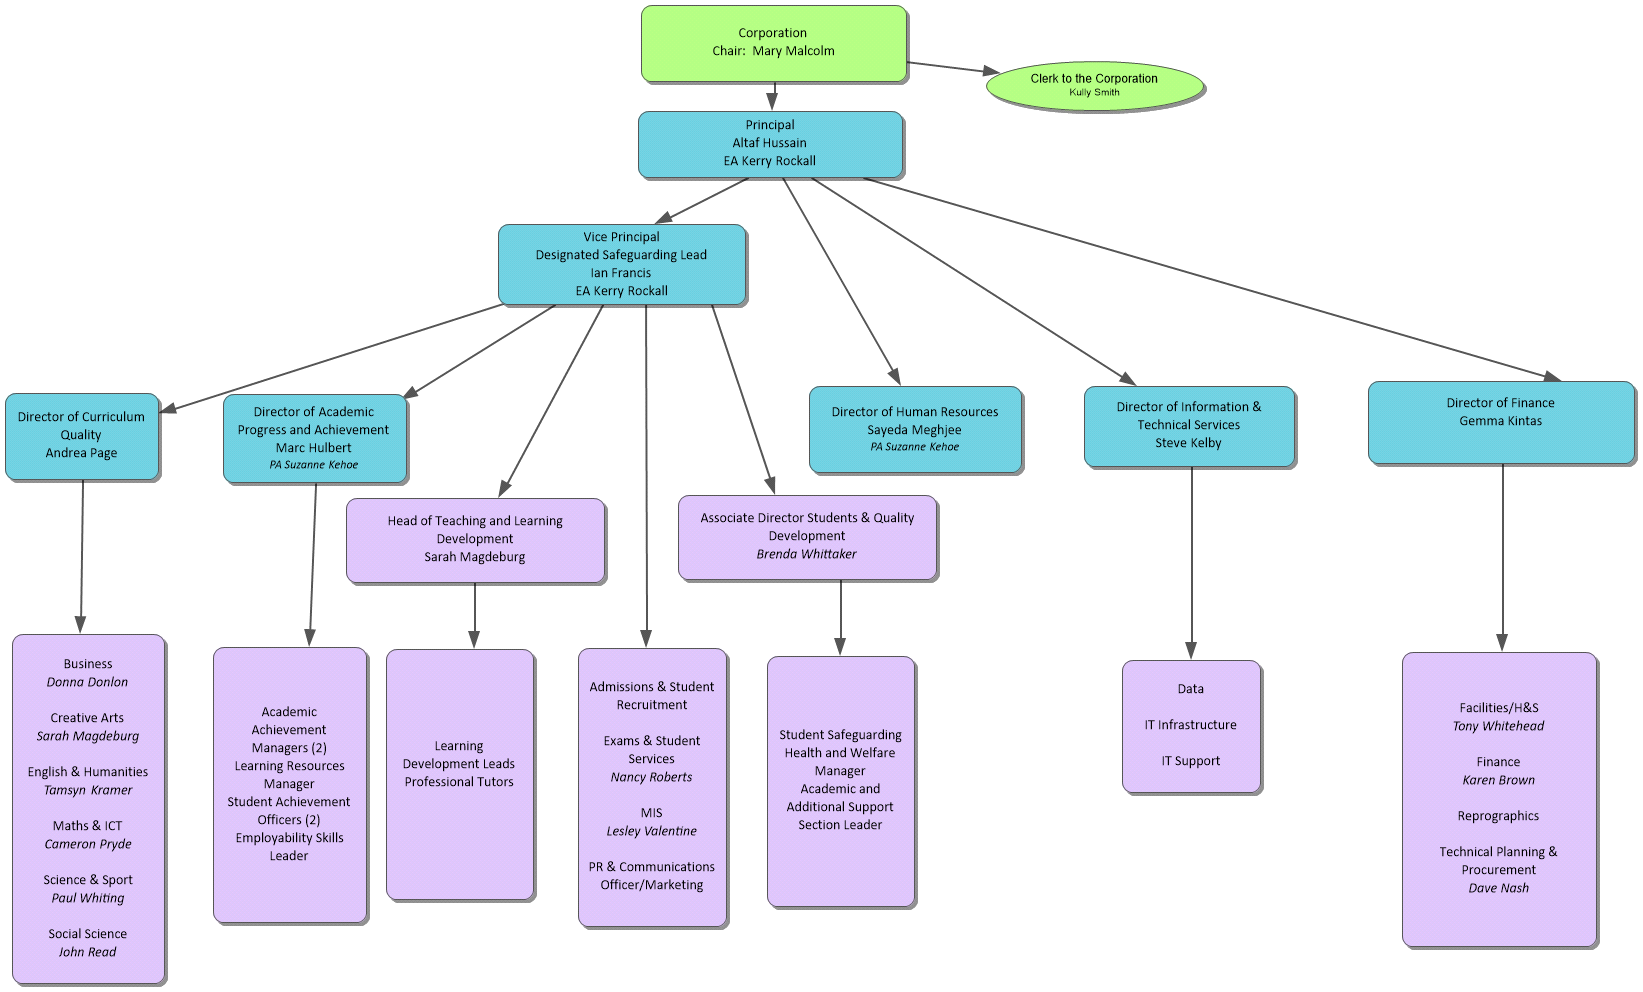 Corporation
Chair:  Mary Malcolm
Clerk to the Corporation
Kully Smith
Principal
Altaf Hussain
EA Kerry Rockall
Vice Principal
Designated Safeguarding Lead
Ian Francis
EA Kerry Rockall
Director of Curriculum
Quality
Andrea Page
Director of Academic
Progress and Achievement
Marc Hulbert
PA Suzanne Kehoe
Director of Human Resources
Sayeda Meghjee
PA Suzanne Kehoe
Director of Information &
Technical Services
Steve Kelby
Director of Finance
Gemma Kintas
Head of Teaching and Learning
Development
Sarah Magdeburg
Associate Director Students & Quality
Development
Brenda Whittaker
Business
Donna Donlon
Creative Arts
Sarah Magdeburg
English & Humanities
Tamsyn Kramer
Maths & ICT
Cameron Pryde
Science & Sport
Paul Whiting
Social Science
John Read
Academic
Achievement
Managers (2)
Learning Resources
Manager
Student Achievement
Officers (2)
Employability Skills
Leader
Learning
Development Leads
Professional Tutors
Admissions & Student
Recruitment
Exams & Student
Services
Nancy Roberts
MIS
Lesley Valentine
PR & Communications
Officer/Marketing
Student Safeguarding
Health and Welfare
Manager
Academic and
Additional Support
Section Leader
Data
IT Infrastructure
IT Support
Facilities/H&S
Tony Whitehead
Finance
Karen Brown
Reprographics
Technical Planning &
Procurement
Dave Nash